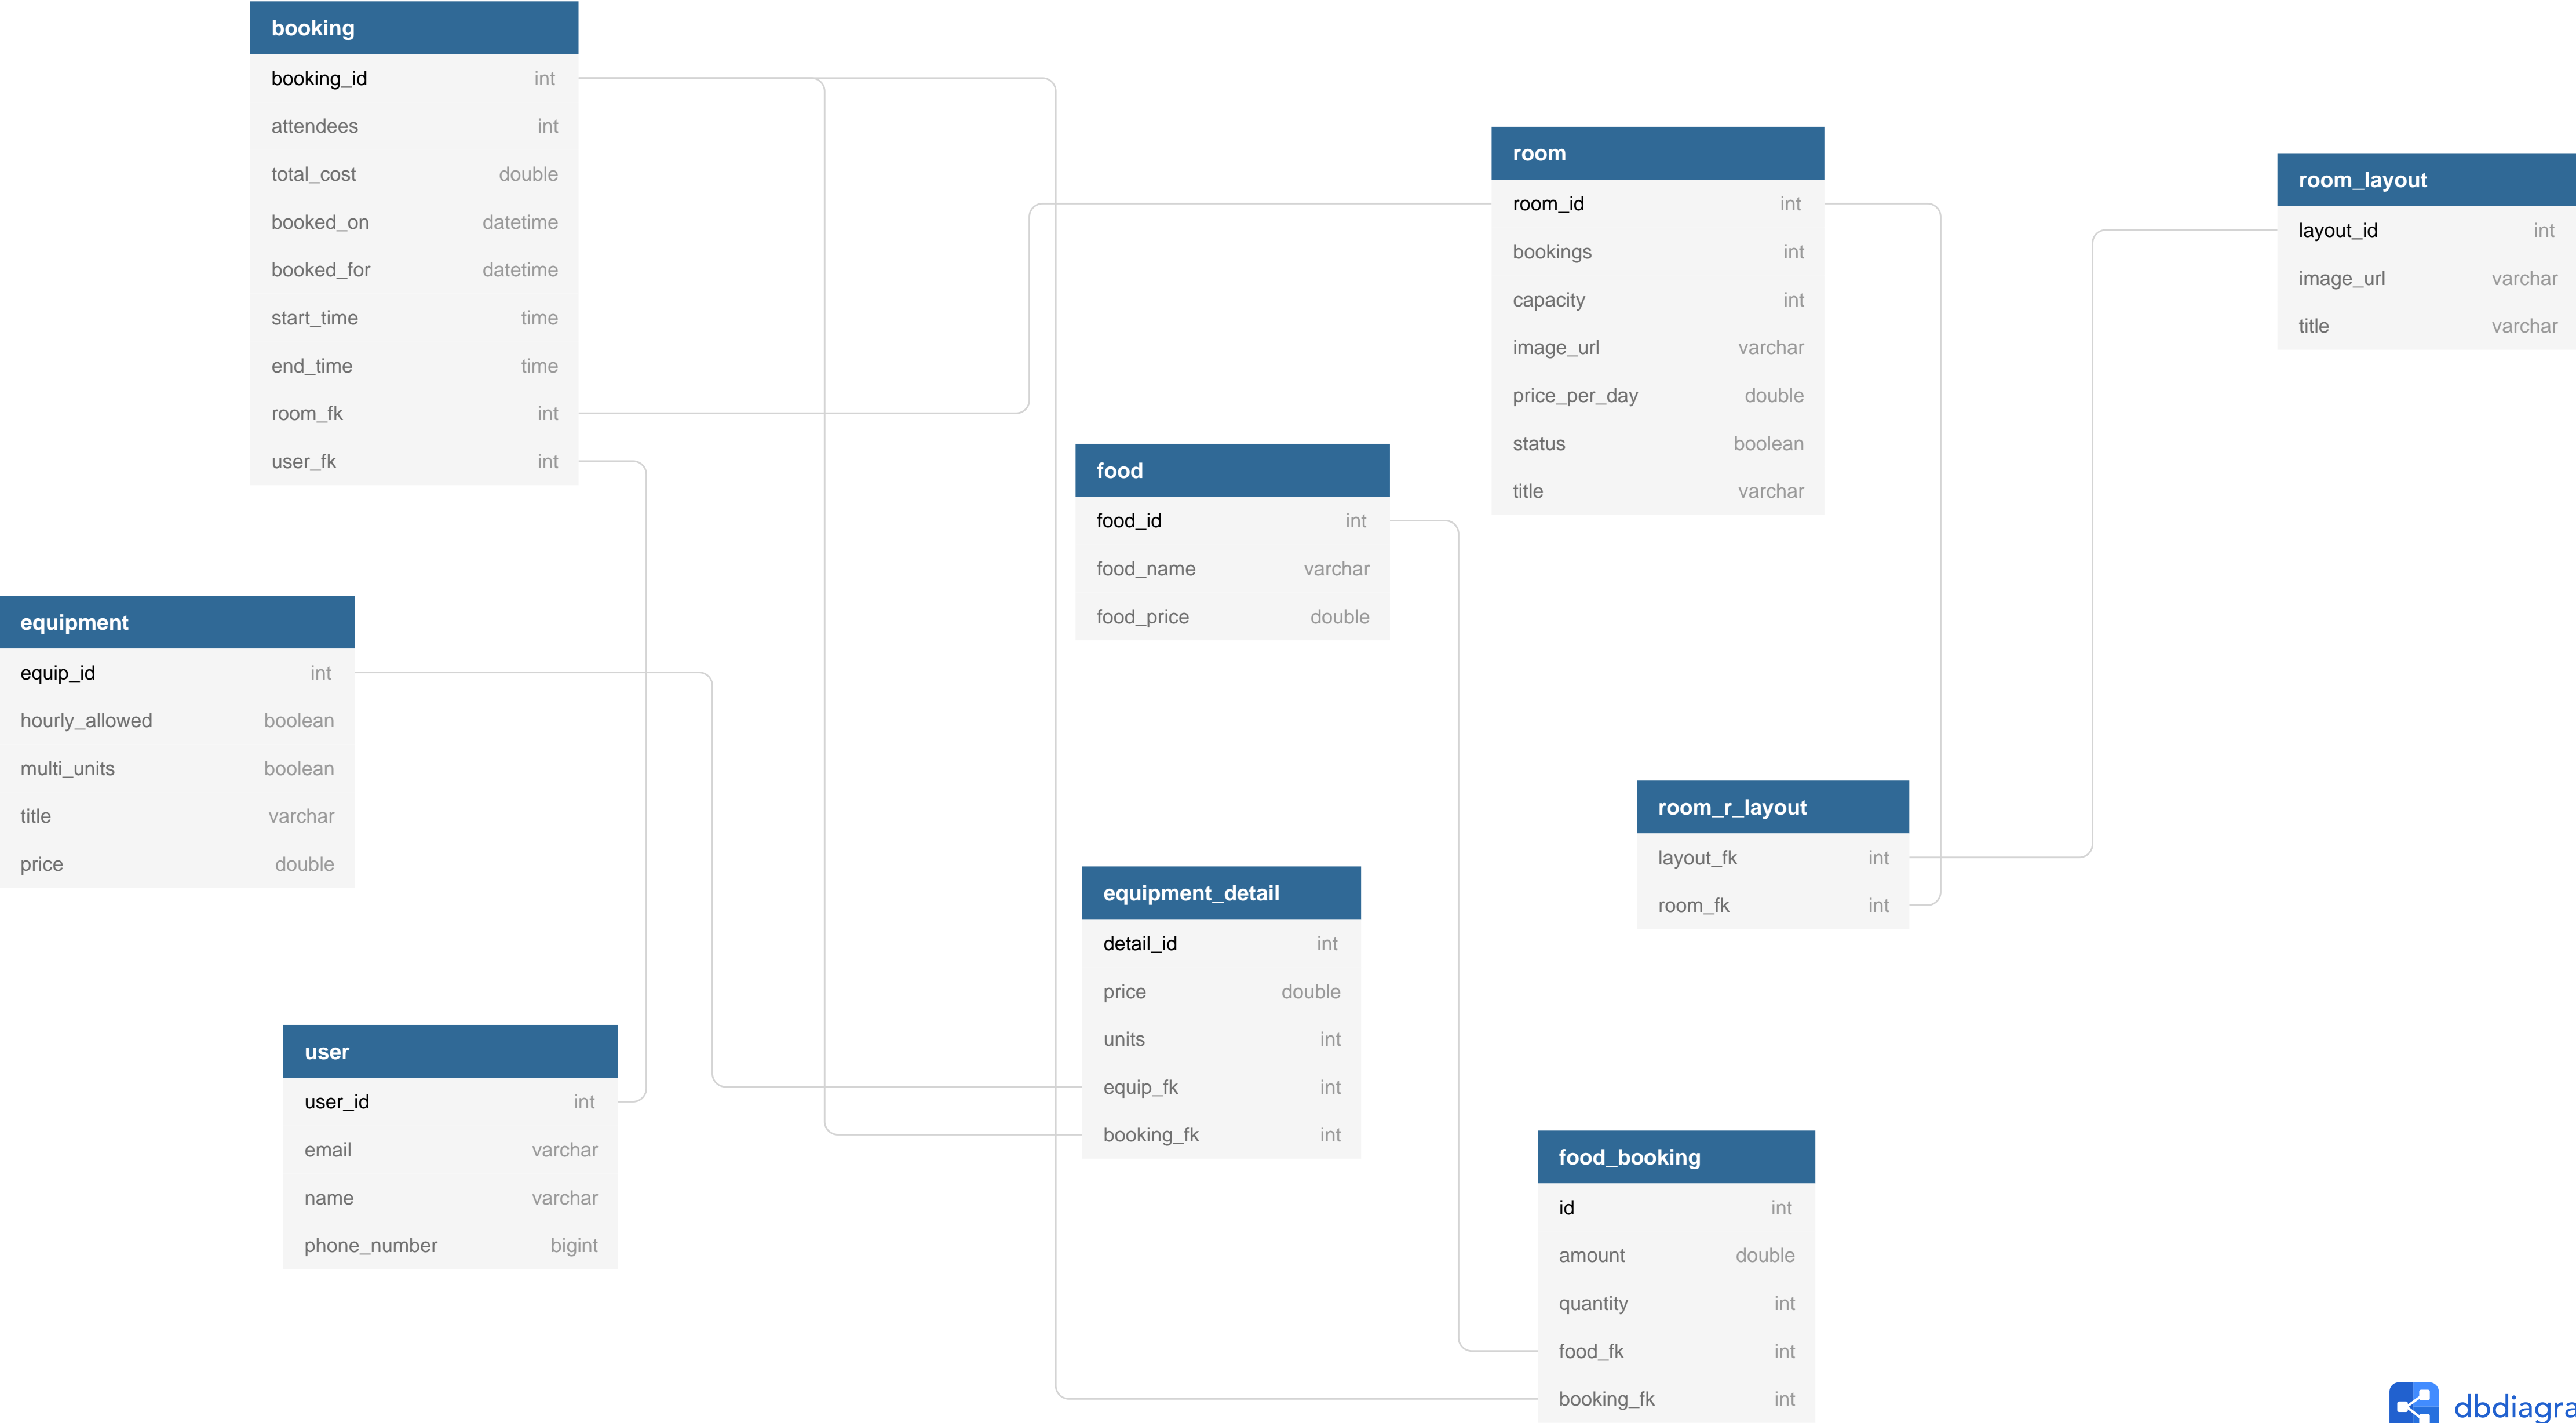 booking
booking_id int
attendees int
total_cost double
booked_on datetime
booked_for datetime
start_time time
end_time time
room_fk int
user_fk int
room
room_id int
bookings int
capacity int
image_url varchar
price_per_day double
status boolean
title varchar
room_layout
layout_id int
image_url varchar
title varchar
food
food_id int
food_name varchar
food_price double
equipment
equip_id int
hourly_allowed boolean
multi_units boolean
title varchar
price double
room_r_layout
layout_fk int
room_fk int
equipment_detail
detail_id int
price double
units int
equip_fk int
booking_fk int
user
user_id int
email varchar
name varchar
phone_number bigint
food_booking
id int
amount double
quantity int
food_fk int
booking_fk int
dbdiagra